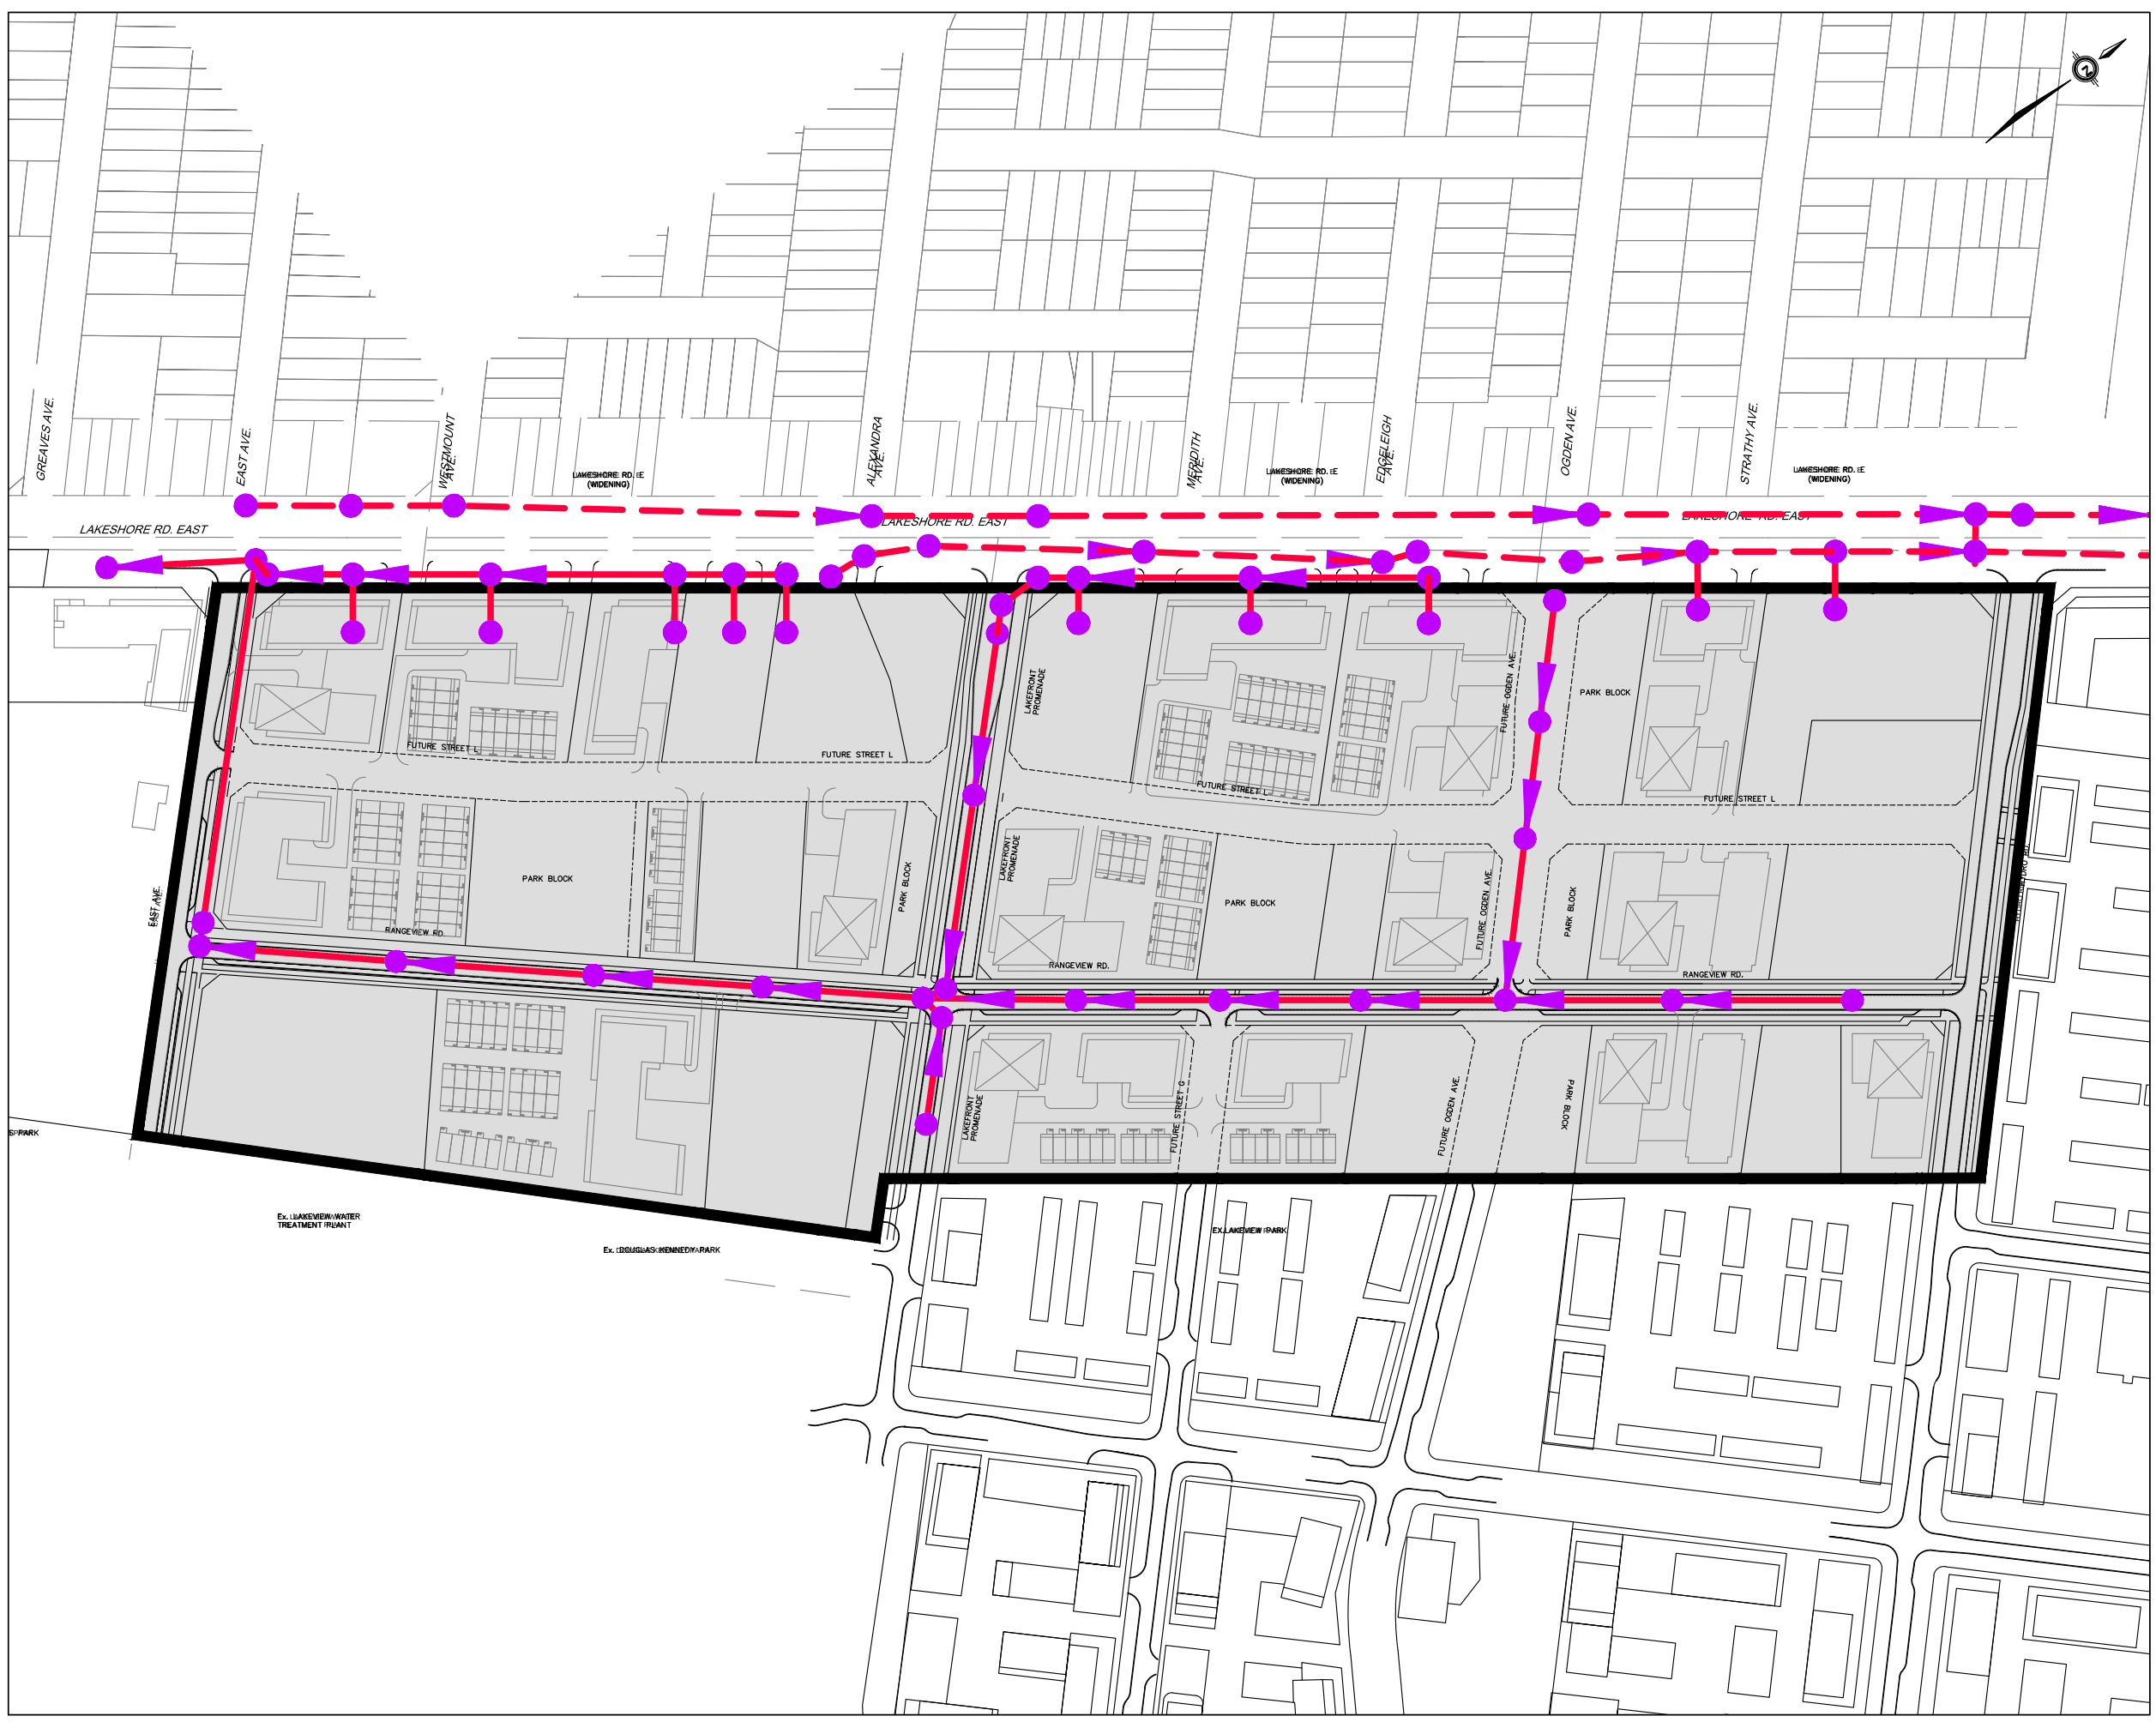 N
GREAVES AVE.
EAST AVE.
WESTMOUNT
AVE.
ALEXANDRA
AVE.
MERIDITH
AVE.
EDGELEIGH
AVE.
OGDEN AVE.
STRATHY AVE.
LAKESHORE RD. E
(WIDENING)
LAKESHORE RD. E
(WIDENING)
LAKESHORE RD. E
(WIDENING)
LAKESHORE RD. EAST
LAKESHORE RD. EAST
LAKESHORE RD. EAST
LAKEFRONT
PROMENADE
FUTURE OGDEN AVE.
PARK BLOCK
FUTURE STREET L
FUTURE STREET L
FUTURE STREET L
FUTURE STREET L
LAKEFRONT
PROMENADE
PARK BLOCK
PARK BLOCK
PARK BLOCK
FUTURE OGDEN AVE.
PARK BLOCK
EAST AVE.
RANGEVIEW RD.
RANGEVIEW RD.
RANGEVIEW RD.
LAKEFRONT
PROMENADE
FUTURE STREET G
FUTURE OGDEN AVE.
PARK BLOCK
PARK
Ex. LAKEVIEW WATER
TREATMENT PLANT
Ex. DOUGLAS KENNEDY PARK
EX.LAKEVIEW PARK